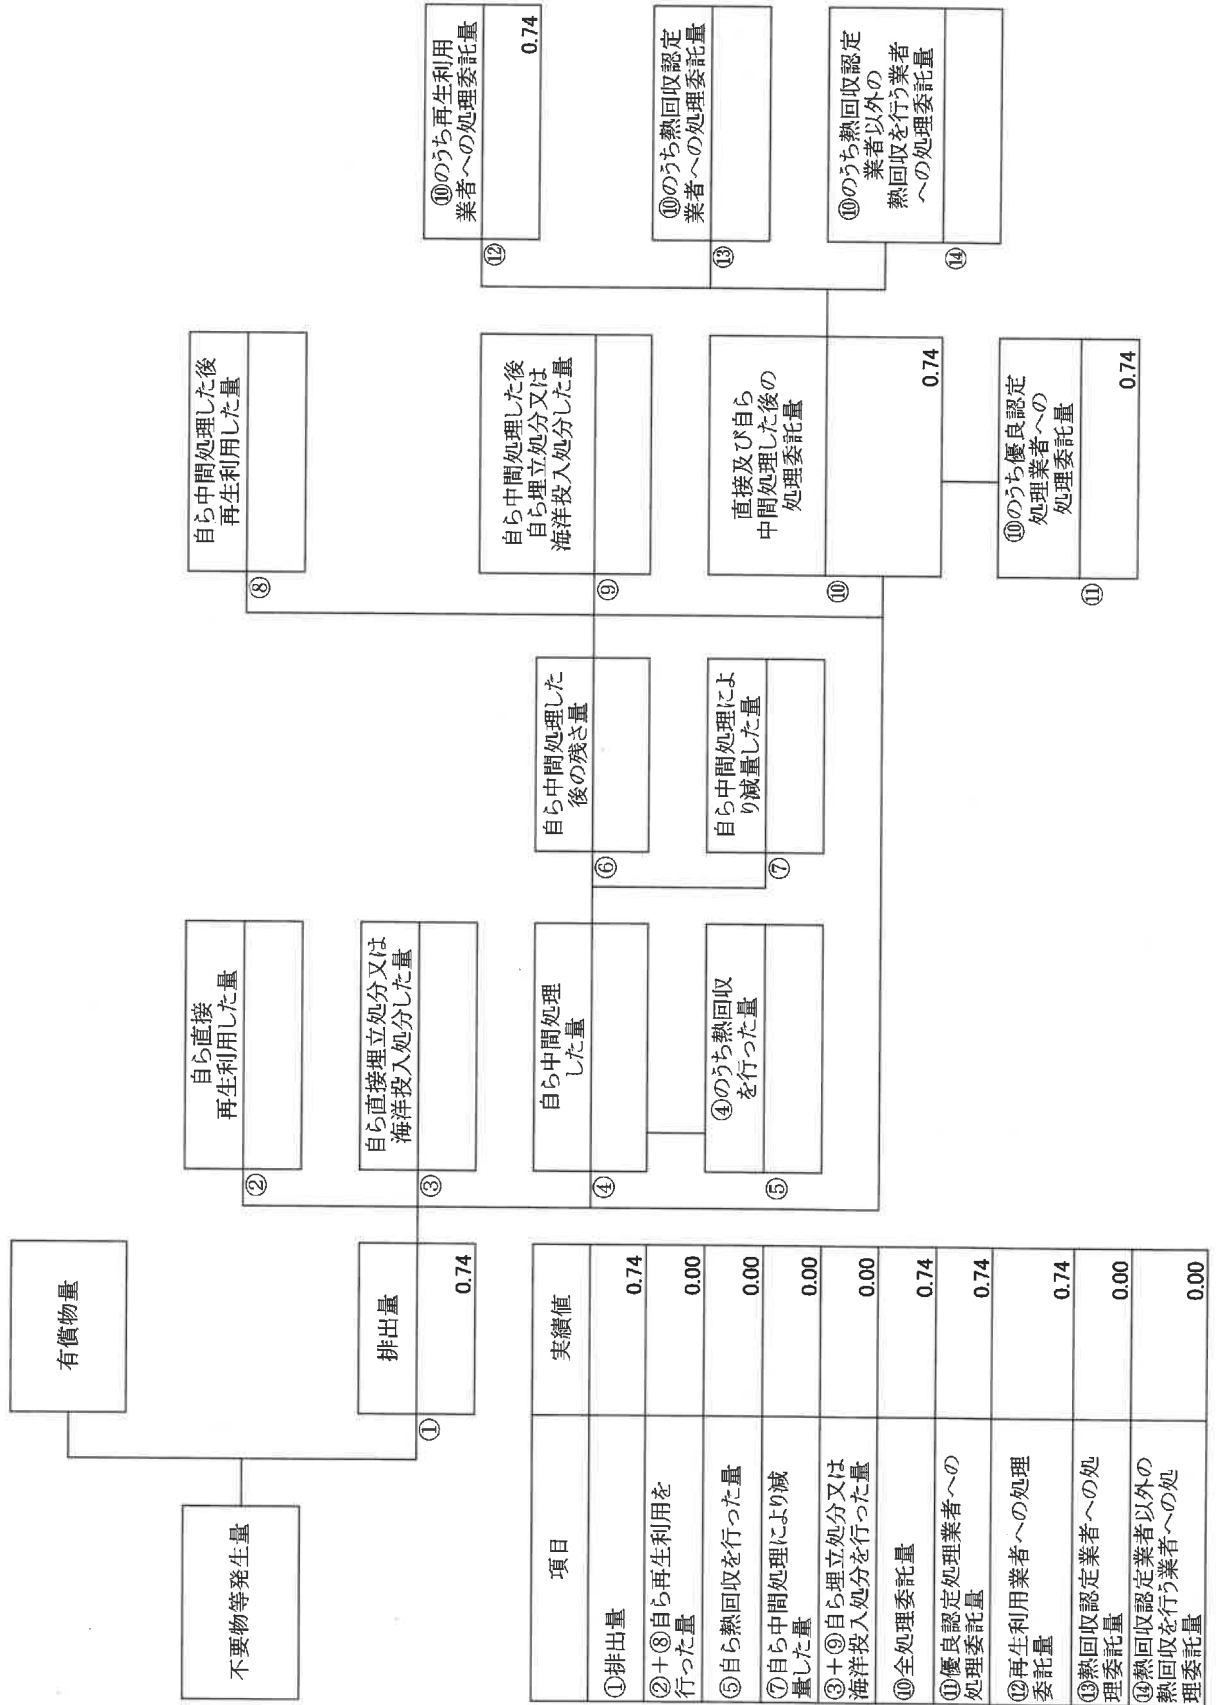 有償物量
不要物等発生量
排出量
①
0.74
自ら直接
再生利用した量
②
自ら直接埋立処分又は
海洋投入処分した量
③
自ら中間処理
した量
④
④のうち熱回収
を行った量
⑤
自ら中間処理した
後の残さ量
⑥
自ら中間処理によ
り減量した量
⑦
自ら中間処理した後
再生利用した量
⑧
自ら中間処理した後
自ら埋立処分又は
海洋投入処分した量
⑨
直接及び自ら
中間処理した後の
処理委託量
⑩
0.74
⑩のうち優良認定
処理業者への
処理委託量
⑪
0.74
⑩のうち再生利用
業者への処理委託量
⑫
0.74
⑩のうち熱回収認定
業者への処理委託量
⑬
⑩のうち熱回収認定
業者以外の
熱回収を行う業者
への処理委託量
⑭
項目 実績値
①排出量 0.74
②+⑧自ら再生利用を
行った量 0.00
⑤自ら熱回収を行った量 0.00
⑦自ら中間処理により減
量した量 0.00
③+⑨自ら埋立処分又は
海洋投入処分を行った量 0.00
⑩全処理委託量 0.74
⑪優良認定処理業者への
処理委託量 0.74
⑫再生利用業者への処理
委託量 0.74
⑬熱回収認定業者への処
理委託量 0.00
⑭熱回収認定業者以外の
熱回収を行う業者への処
理委託量 0.00